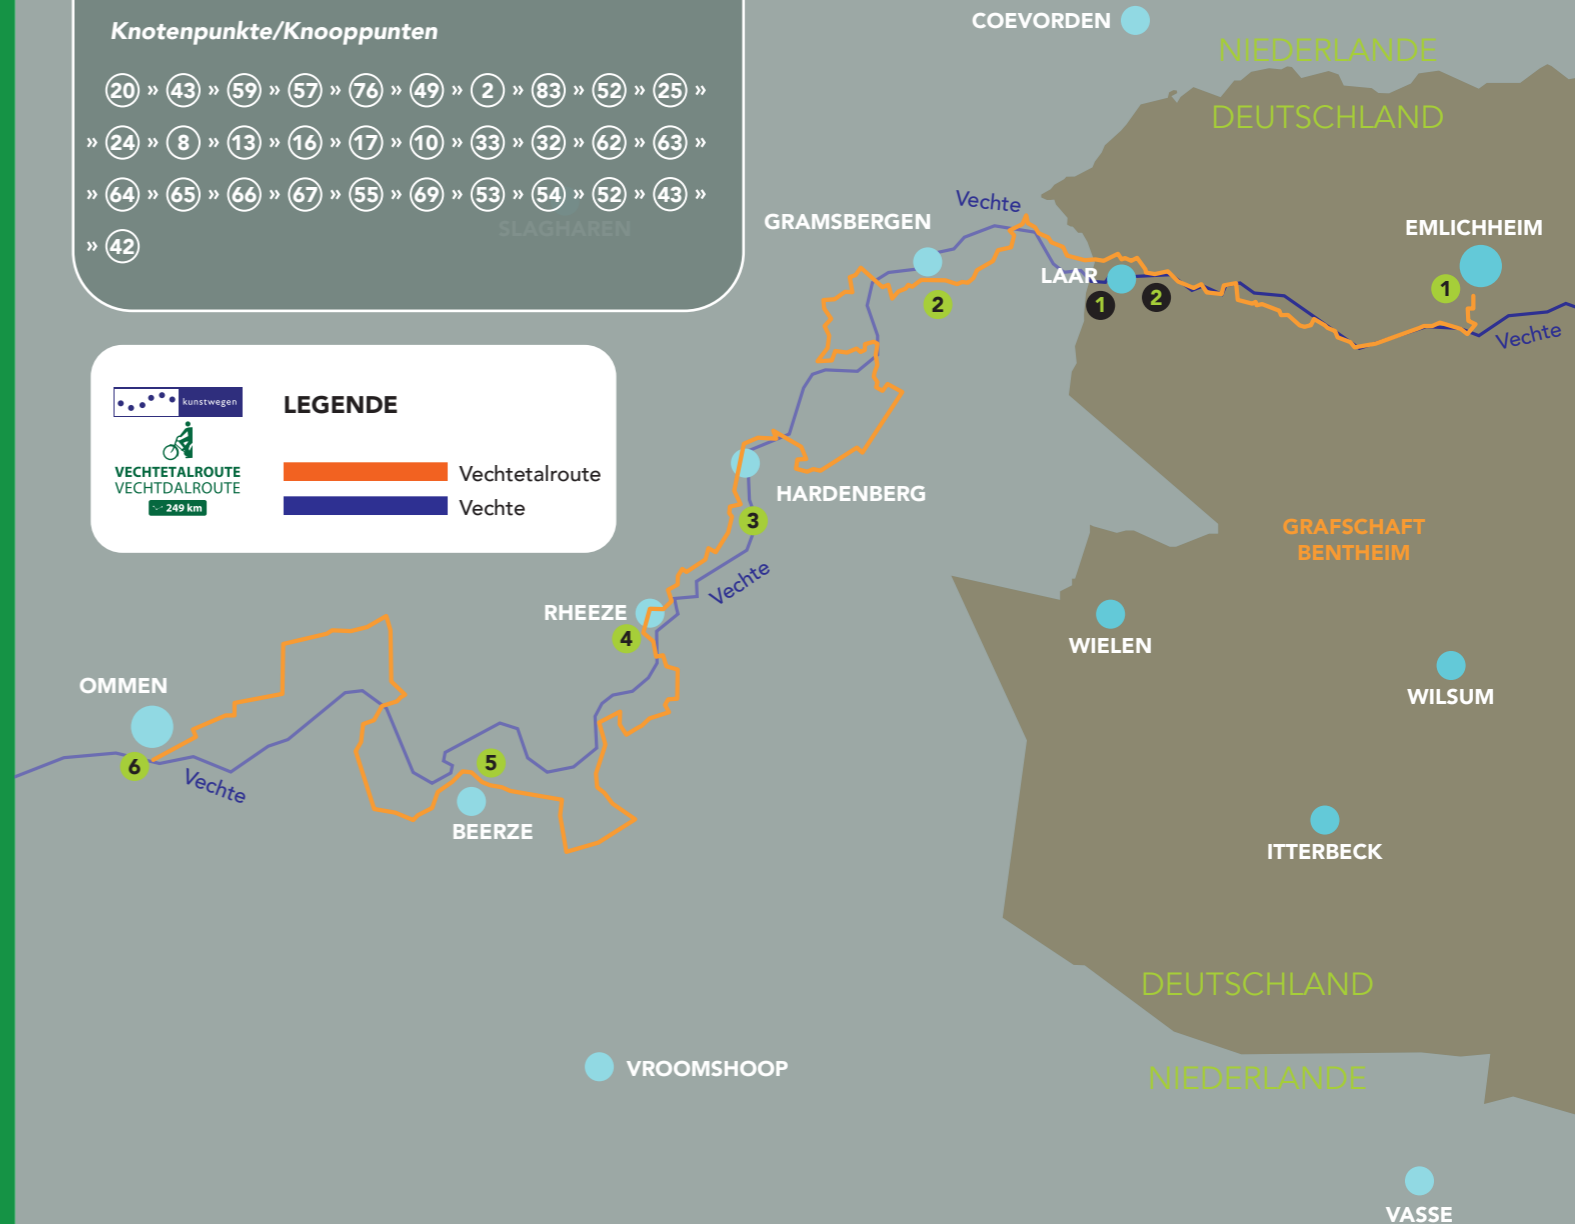 Knotenpunkte/Knooppunten
20 » 43 » 59 » 57 » 76 » 49 » 2 » 83 » 52 » 25 »
» 24 » 8 » 13 » 16 » 17 » 10 » 33 » 32 » 62 » 63 »
» 64 » 65 » 66 » 67 » 55 » 69 » 53 » 54 » 52 » 43 »
» 42
SLAGHAREN
COEVORDEN
NIEDERLANDE
DEUTSCHLAND
Vechte
GRAMSBERGEN
2
LAAR
1
2
EMLICHHEIM
1
Vechte
kunstwegen
VECHTETALROUTE
VECHTDALROUTE
249 km
LEGENDE
Vechtetalroute
Vechte
HARDENBERG
3
Vechte
GRAFSCHAFT
BENTHEIM
RHEEZE
4
WIELEN
WILSUM
OMMEN
6
Vechte
5
BEERZE
ITTERBECK
DEUTSCHLAND
NIEDERLANDE
VROOMSHOOP
VASSE